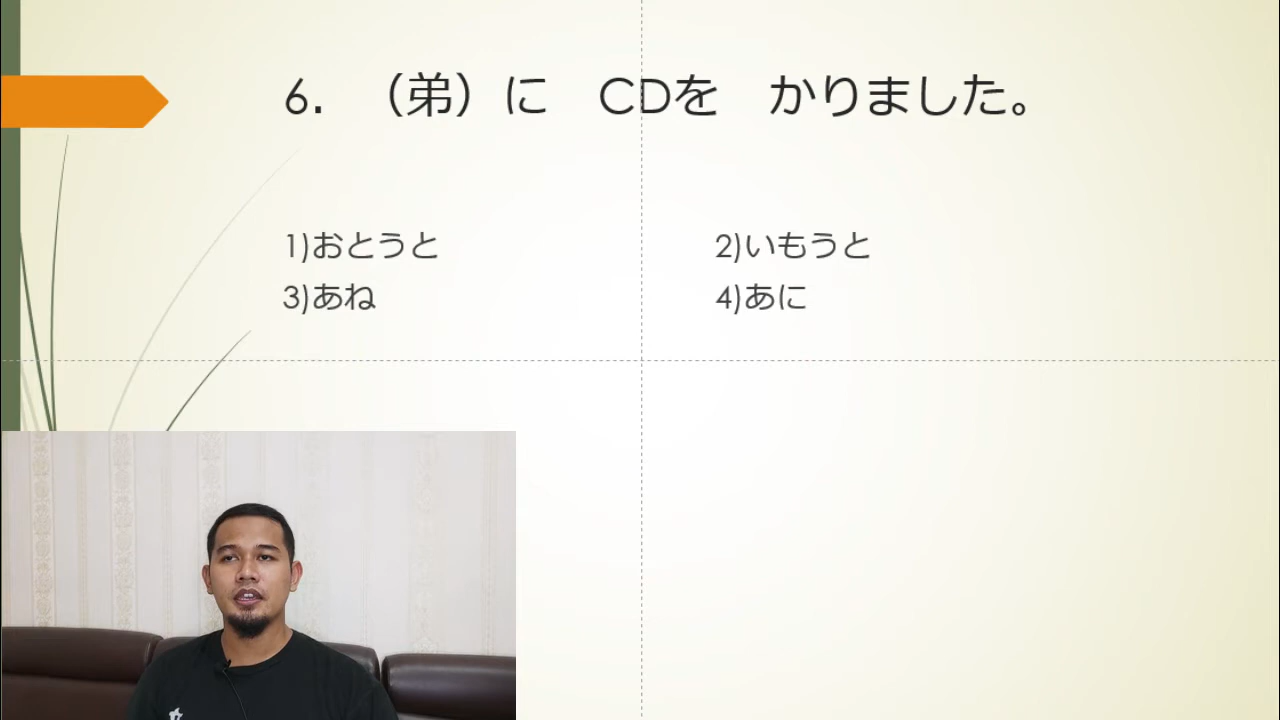 6. （弟）に　CDを　かりました。
1)おとうと　2)いもうと
3)あね　4)あに